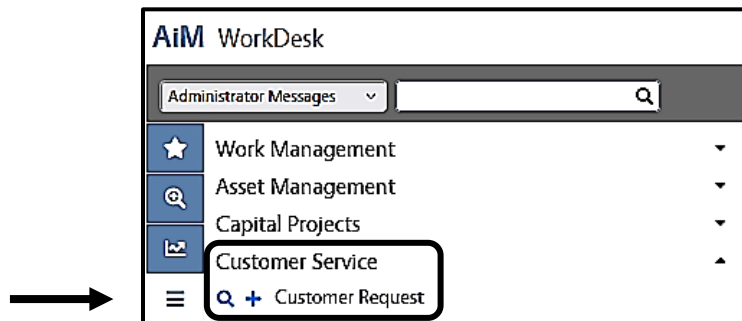 AiM WorkDesk
Administrator Messages
Work Management
Asset Management
Capital Projects
Customer Service
Customer Request